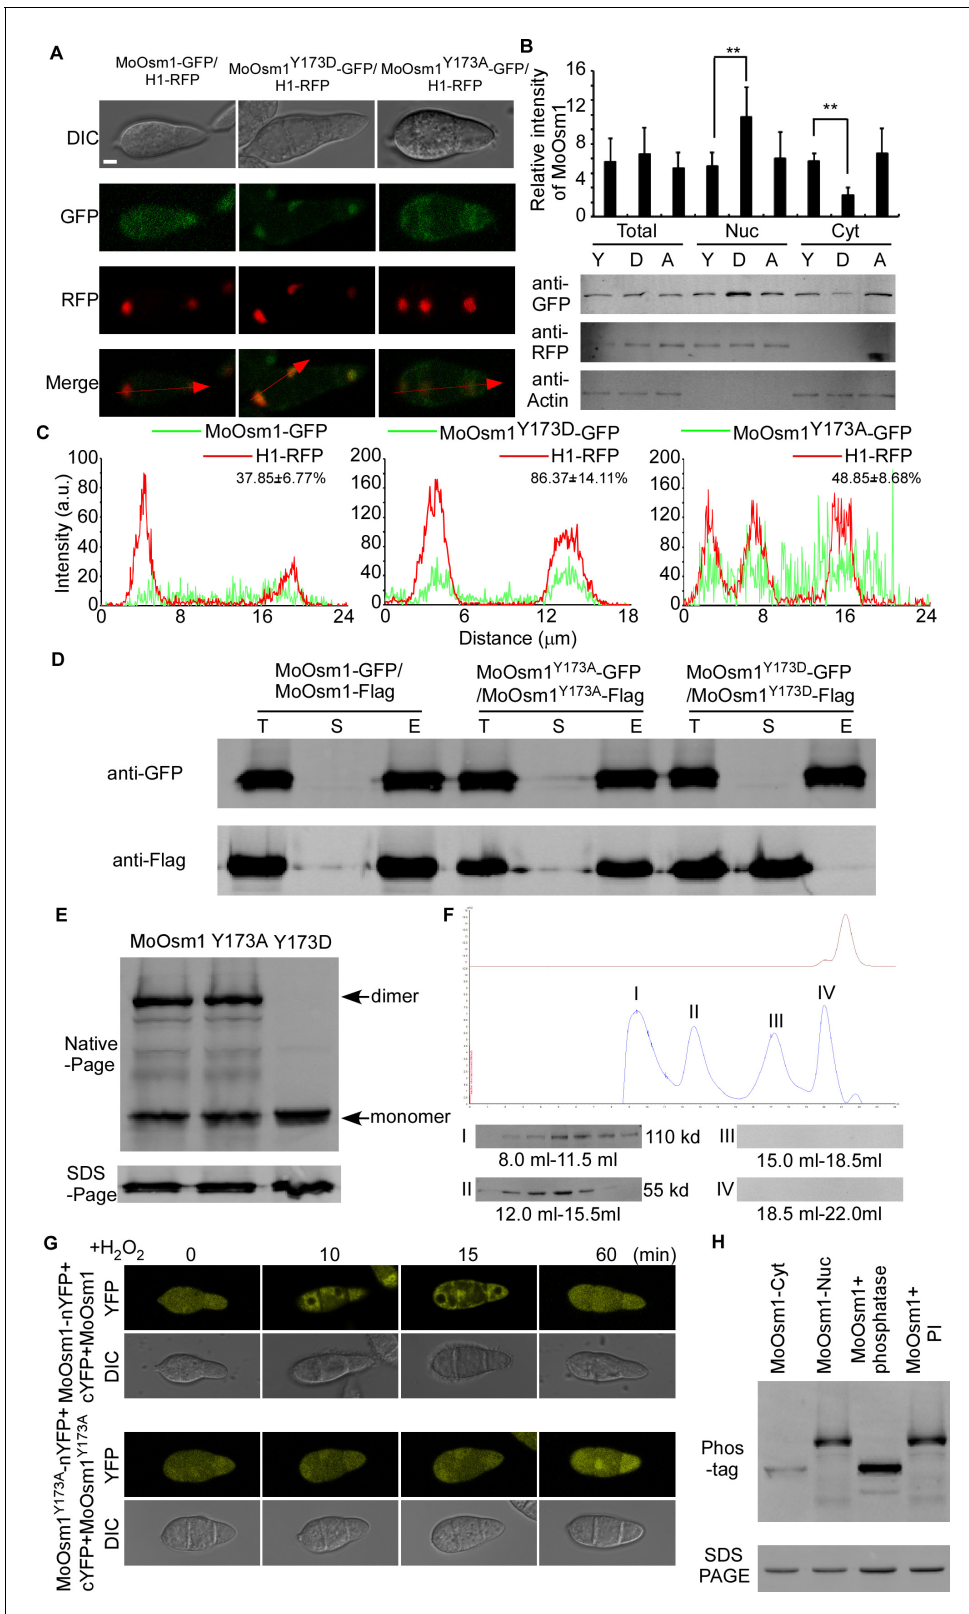 A
MoOsm1-GFP/
H1-RFP
MoOsm1Y173D-GFP/
H1-RFP
MoOsm1Y173A-GFP/
H1-RFP
DIC
GFP
RFP
Merge
B
**
**
Relative intensity
of MoOsm1
16
12
8
4
0
Total Nuc Cyt
Y D A Y D A Y D A
anti-
GFP
anti-
RFP
anti-
Actin
C
MoOsm1-GFP
H1-RFP
37.85±6.77%
MoOsm1Y173D-GFP
H1-RFP
86.37±14.11%
MoOsm1Y173A-GFP
H1-RFP
48.85±8.68%
Intensity (a.u.)
100
80
60
40
20
0
0 8 16 24
200
160
120
80
40
0
0 6 12 18
200
160
120
80
40
0
0 8 16 24
Distance (μm)
D
MoOsm1-GFP/
MoOsm1-Flag
MoOsm1Y173A-GFP
/MoOsm1Y173A-Flag
MoOsm1Y173D-GFP
/MoOsm1Y173D-Flag
T S E T S E T S E
anti-GFP
anti-Flag
E
MoOsm1 Y173A Y173D
Native
-Page
dimer
monomer
SDS
-Page
F
I II III IV
I 110 kd
8.0 ml-11.5 ml
II 55 kd
12.0 ml-15.5ml
III
15.0 ml-18.5ml
IV
18.5 ml-22.0ml
G
+H2O2 0 10 15 60 (min)
MoOsm1-nYFP+
cYFP+MoOsm1
YFP
DIC
MoOsm1Y173A-nYFP+
cYFP+MoOsm1Y173A
YFP
DIC
H
MoOsm1-Cyt
MoOsm1-Nuc
MoOsm1+
phosphatase
MoOsm1+
PI
Phos
-tag
SDS
PAGE